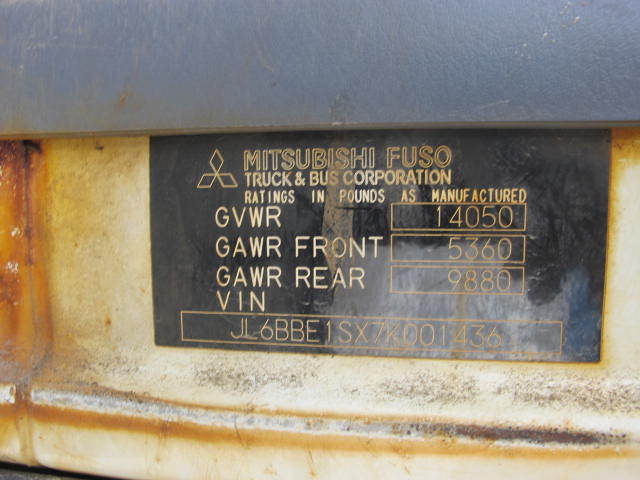 MITSUBISHI FUSO
TRUCK & BUS CORPORATION
RATINGS IN POUNDS AS MANUFACTURED
GVWR 14050
GAWR FRONT 5360
GAWR REAR 9880
VIN
JL6BBE1SX7K001436